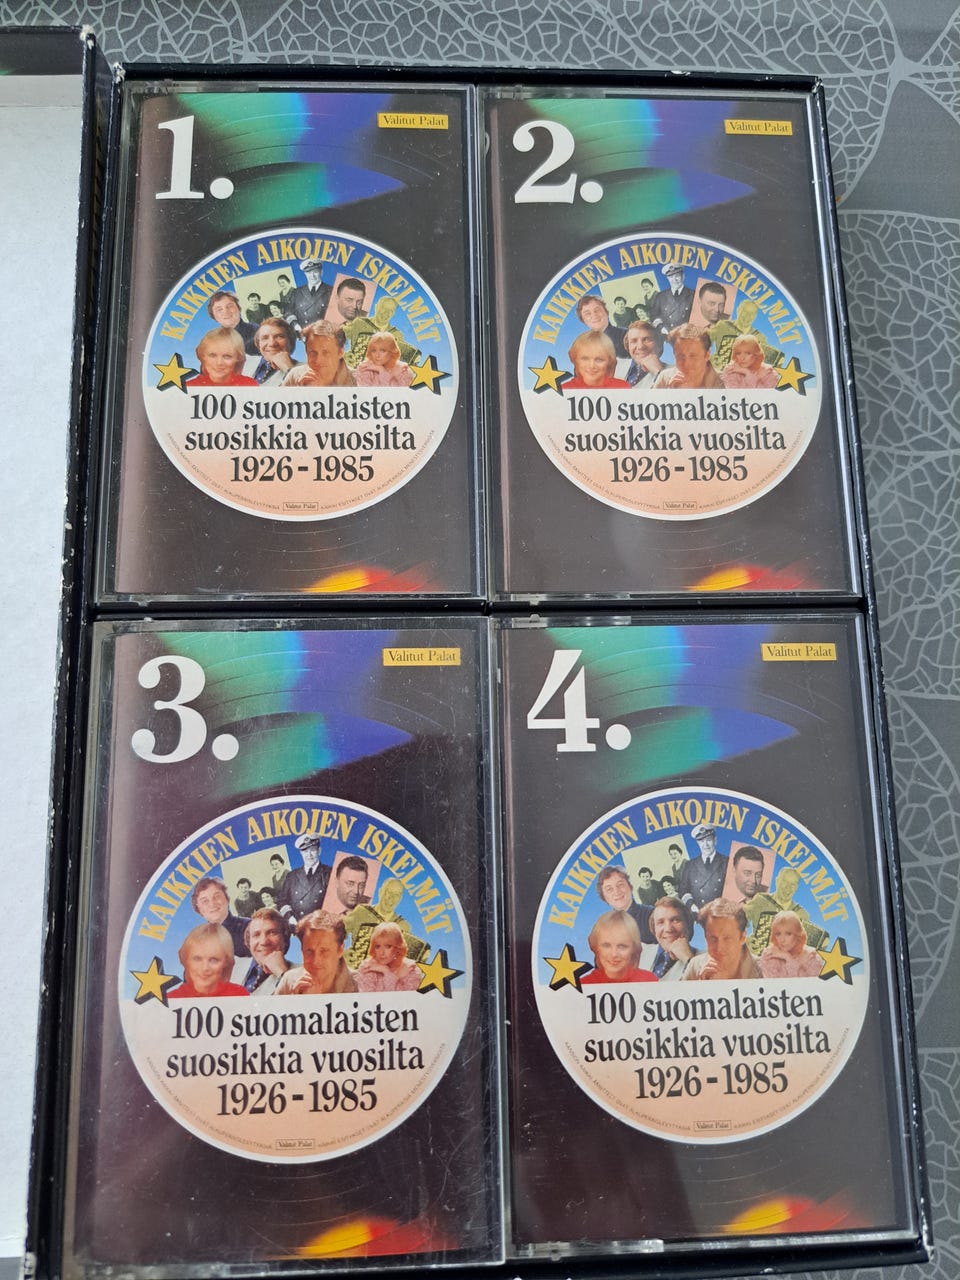 1.
Valitut Palat
KAIKKIEN AIKOJEN ISKELMÄT
100 suomalaisten
suosikkia vuosilta
1926-1985
Valitut Palat
2.
Valitut Palat
KAIKKIEN AIKOJEN ISKELMÄT
100 suomalaisten
suosikkia vuosilta
1926-1985
Valitut Palat
3.
Valitut Palat
KAIKKIEN AIKOJEN ISKELMÄT
100 suomalaisten
suosikkia vuosilta
1926-1985
Valitut Palat
4.
Valitut Palat
KAIKKIEN AIKOJEN ISKELMÄT
100 suomalaisten
suosikkia vuosilta
1926-1985
Valitut Palat